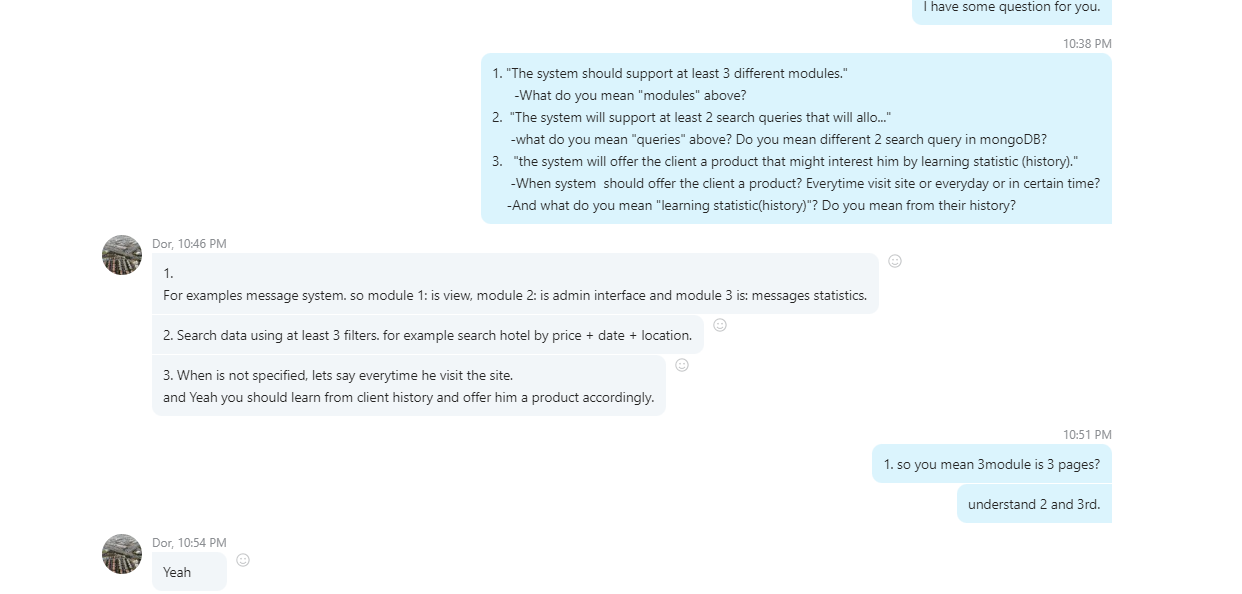 I have some question for you.
10:38 PM
1. "The system should support at least 3 different modules."
-What do you mean "modules" above?
2. "The system will support at least 2 search queries that will allo..."
-what do you mean "queries" above? Do you mean different 2 search query in mongoDB?
3. "the system will offer the client a product that might interest him by learning statistic (history)."
-When system should offer the client a product? Everytime visit site or everyday or in certain time?
-And what do you mean "learning statistic(history)"? Do you mean from their history?
Dor, 10:46 PM
1.
For examples message system. so module 1: is view, module 2: is admin interface and module 3 is: messages statistics.
2. Search data using at least 3 filters. for example search hotel by price + date + location.
3. When is not specified, lets say everytime he visit the site.
and Yeah you should learn from client history and offer him a product accordingly.
10:51 PM
1. so you mean 3module is 3 pages?
understand 2 and 3rd.
Dor, 10:54 PM
Yeah